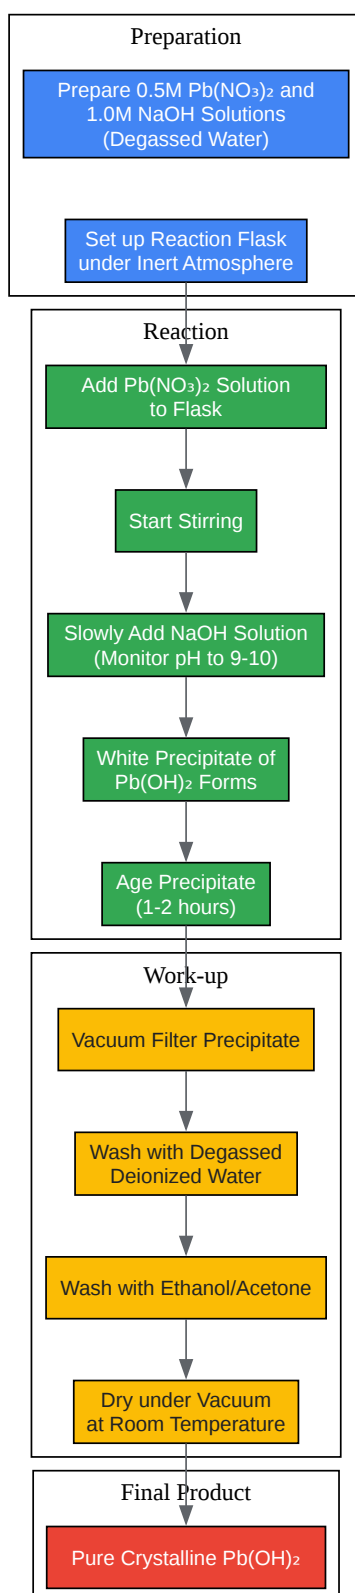 Preparation
Prepare 0.5M Pb(NO₃)₂ and
1.0M NaOH Solutions
(Degassed Water)
Set up Reaction Flask
under Inert Atmosphere
Reaction
Add Pb(NO₃)₂ Solution
to Flask
Start Stirring
Slowly Add NaOH Solution
(Monitor pH to 9-10)
White Precipitate of
Pb(OH)₂ Forms
Age Precipitate
(1-2 hours)
Work-up
Vacuum Filter Precipitate
Wash with Degassed
Deionized Water
Wash with Ethanol/Acetone
Dry under Vacuum
at Room Temperature
Final Product
Pure Crystalline Pb(OH)₂